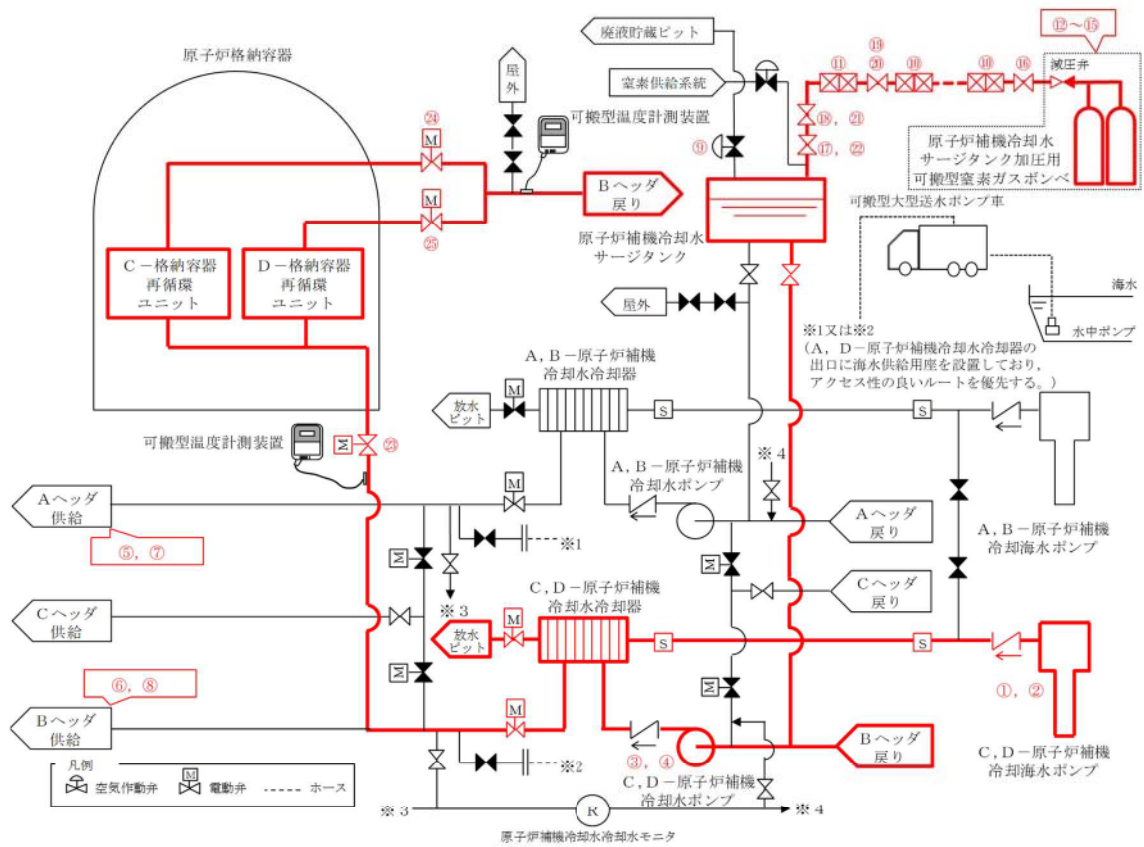 原子炉格納容器
屋外
可搬型温度計測装置
廃液貯蔵ピット
窒素供給系統
⑫~⑮
減圧弁
⑪
⑲
⑳
⑩
⑩
⑯
⑱, ㉑
⑰, ㉒
⑨
原子炉補機冷却水
サージタンク加圧用
可搬型窒素ガスボンベ
㉔
M
M
㉕
Bヘッダ
戻り
原子炉補機冷却水
サージタンク
可搬型大型送水ポンプ車
海水
水中ポンプ
C-格納容器
再循環
ユニット
D-格納容器
再循環
ユニット
屋外
※1又は※2
(A, D-原子炉補機冷却水冷却器の
出口に海水供給用座を設置しており,
アクセス性の良いルートを優先する。)
A, B-原子炉補機
冷却水冷却器
放水
ピット
M
S
S
可搬型温度計測装置
M
㉓
M
A, B-原子炉補機
冷却水ポンプ
※4
Aヘッダ
供給
⑤, ⑦
※1
M
※3
Aヘッダ
戻り
A, B-原子炉補機
冷却海水ポンプ
M
Cヘッダ
戻り
Cヘッダ
供給
C, D-原子炉補機
冷却水冷却器
放水
ピット
M
S
S
①, ②
M
M
⑥, ⑧
Bヘッダ
供給
M
※2
③, ④
C, D-原子炉補機
冷却水ポンプ
Bヘッダ
戻り
C, D-原子炉補機
冷却海水ポンプ
凡例
空気作動弁
M
電動弁
ホース
※3
R
※4
原子炉補機冷却水冷却水モニタ